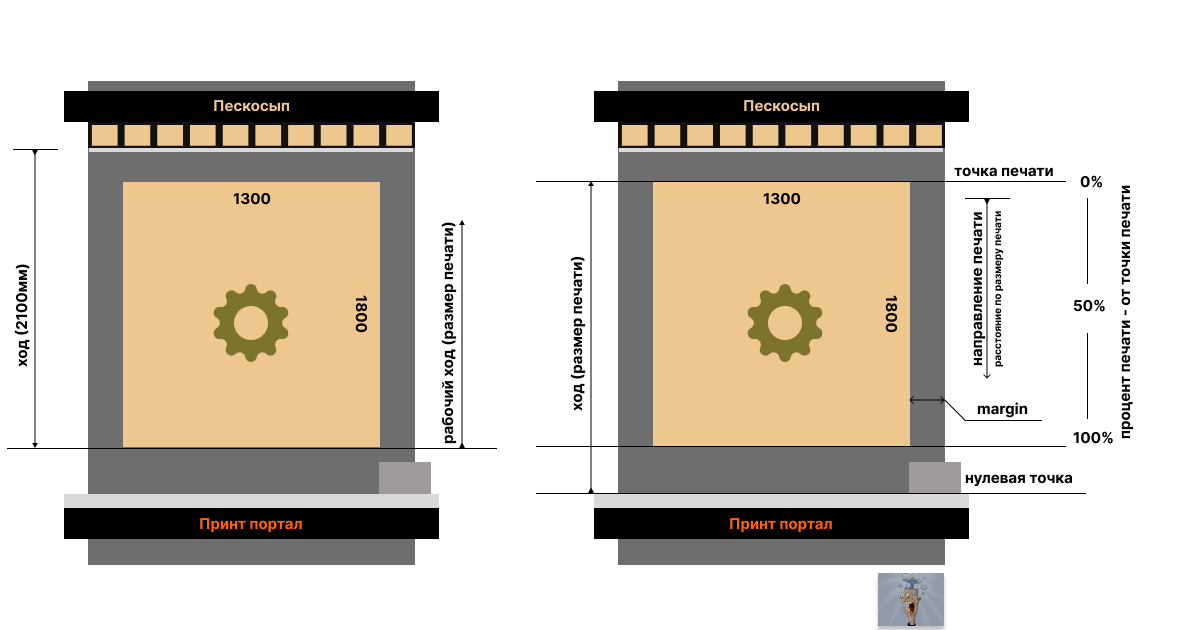 Пескосып
1300
1800
ход (2100мм)
рабочий ход (размер печати)
Принт портал
Пескосып
точка печати
0%
1300
1800
ход (размер печати)
направление печати
расстояние по размеру печати
50%
процент печати - от точки печати
margin
100%
нулевая точка
Принт портал